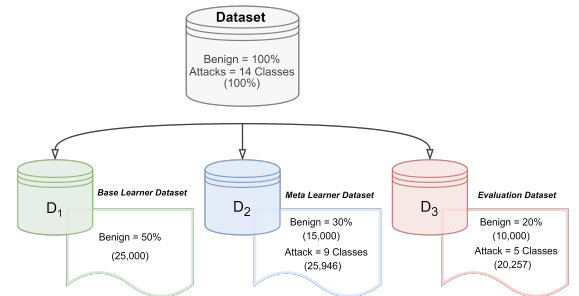 Dataset
Benign = 100%
Attacks = 14 Classes
(100%)
D1
Base Learner Dataset
Benign = 50%
(25,000)
D2
Meta Learner Dataset
Benign = 30%
(15,000)
Attack = 9 Classes
(25,946)
D3
Evaluation Dataset
Benign = 20%
(10,000)
Attack = 5 Classes
(20,257)